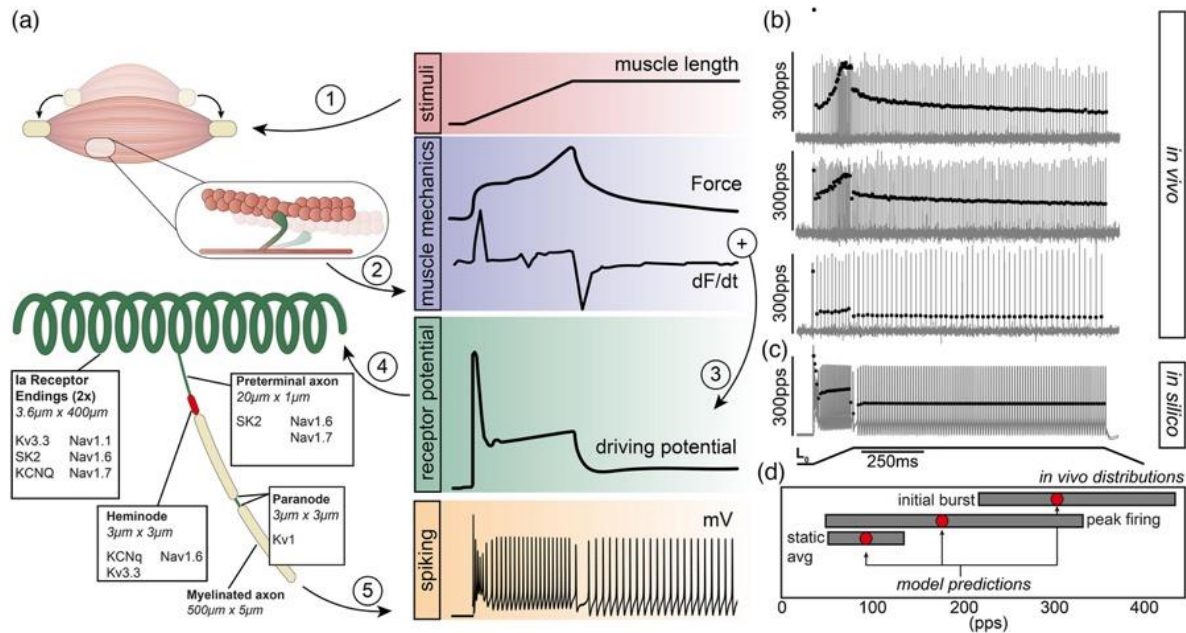 (a)
1
stimuli
muscle length
muscle mechanics
Force
dF/dt
2
+
3
receptor potential
driving potential
4
Ia Receptor
Endings (2x)
3.6µm x 400µm
Kv3.3 Nav1.1
SK2 Nav1.6
KCNQ Nav1.7
Preterminal axon
20µm x 1µm
SK2 Nav1.6
Nav1.7
Heminode
3µm x 3µm
KCNq Nav1.6
Kv3.3
Paranode
3µm x 3µm
Kv1
Myelinated axon
500µm x 5µm
5
spiking
mV
(b)
300pps
300pps
300pps
in vivo
(c)
300pps
in silico
L₀
250ms
(d)
in vivo distributions
initial burst
peak firing
static
avg
model predictions
0 100 200 300 400
(pps)